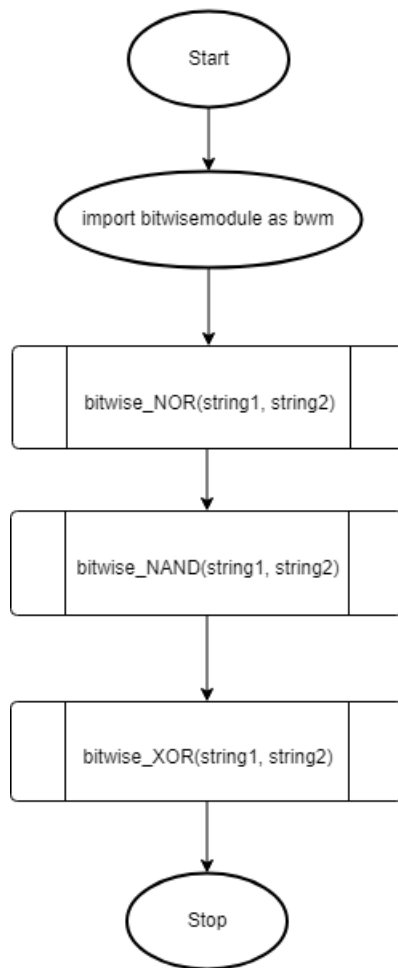 Start
import bitwisemodule as bwm
bitwise_NOR(string1, string2)
bitwise_NAND(string1, string2)
bitwise_XOR(string1, string2)
Stop